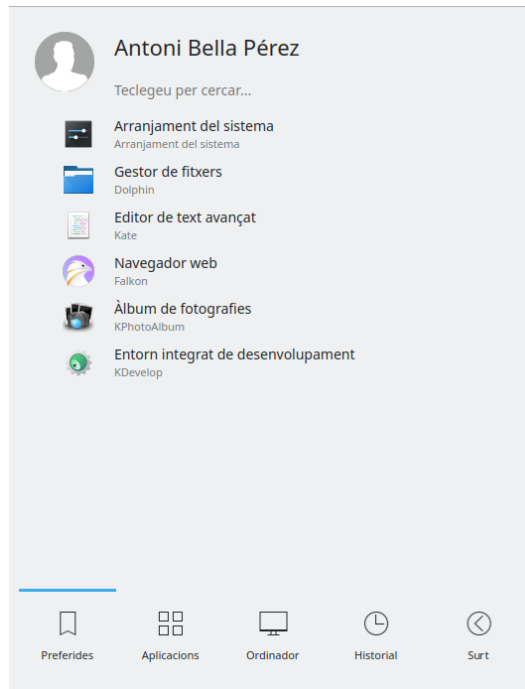 Antoni Bella Pérez
Teclegeu per cercar...
Arranjament del sistema
Arranjament del sistema
Gestor de fitxers
Dolphin
Editor de text avançat
Kate
Navegador web
Falkon
Àlbum de fotografies
KPhotoAlbum
Entorn integrat de desenvolupament
KDevelop
Preferides
Aplicacions
Ordinador
Historial
Surt